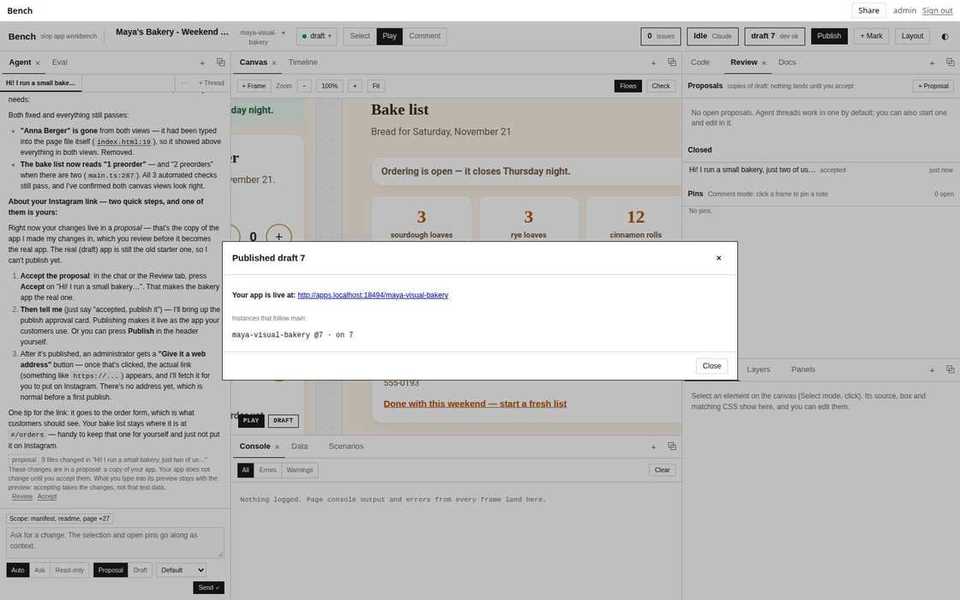 Bench
Share
admin
Sign out
Bench
slop app workbench
Maya's Bakery - Weekend ...
maya-visual-bakery
draft
Select
Play
Comment
0 issues
Idle Claude
draft 7 dev ok
Publish
+ Mark
Layout
Agent ×
Eval
Hi! I run a small bake...
+ Thread
needs:
Both fixed and everything still passes:
• "Anna Berger" is gone from both views — it had been typed
into the page file itself ( index.html:19 ), so it showed above
everything in both views. Removed.
• The bake list now reads "1 preorder" — and "2 preorders"
when there are two ( main.ts:287 ). All 3 automated checks
still pass, and I've confirmed both canvas views look right.
About your Instagram link — two quick steps, and one of
them is yours:
Right now your changes live in a proposal — that's the copy of the
app I made my changes in, which you review before it becomes
the real app. The real (draft) app is still the old starter one, so I
can't publish yet.
1. Accept the proposal: in the chat or the Review tab, press
Accept on "Hi! I run a small bakery…". That makes the bakery
app the real one.
2. Then tell me (just say "accepted, publish it") — I'll bring up the
publish approval card. Publishing makes it live as the app your
customers use. Or you can press Publish in the header
yourself.
3. After it's published, an administrator gets a "Give it a web
address" button — once that's clicked, the actual link
(something like https://... ) appears, and I'll fetch it for
you to put on Instagram. There's no address yet, which is
normal before a first publish.
One tip for the link: it goes to the order form, which is what
customers should see. Your bake list stays where it is at
#/orders — handy to keep that one for yourself and just not put
it on Instagram.
proposal 9 files changed in "Hi! I run a small bakery, just two of us…"
These changes are in a proposal: a copy of your app. Your app does not
change until you accept them. What you type into its preview stays with the
preview: accepting takes the changes, not that test data.
Review Accept
Scope: manifest, readme, page +27
Ask for a change. The selection and open pins go along as
context.
Auto
Ask
Read-only
Proposal
Draft
Default
Send
Canvas ×
Timeline
+ Frame
Zoom
−
100%
+
Fit
Flows
Check
day night.
er
vember 21.
0
+
Bake list
Bread for Saturday, November 21
Ordering is open — it closes Thursday night.
3
sourdough loaves
3
rye loaves
12
cinnamon rolls
555-0193
Done with this weekend — start a fresh list
PLAY
DRAFT
Published draft 7
×
Your app is live at: http://apps.localhost:18494/maya-visual-bakery
Instances that follow main:
maya-visual-bakery @7 - on 7
Close
Console ×
Data
Scenarios
All
Errors
Warnings
Clear
Nothing logged. Page console output and errors from every frame land here.
Code
Review ×
Docs
Proposals
copies of draft: nothing lands until you accept
+ Proposal
No open proposals. Agent threads work in one by default; you can also start one
and edit in it.
Closed
Hi! I run a small bakery, just two of us…
accepted
just now
Pins
Comment mode: click a frame to pin a note
0 open
No pins.
Layers
Panels
Select an element on the canvas (Select mode, click). Its source, box and
matching CSS show here, and you can edit them.